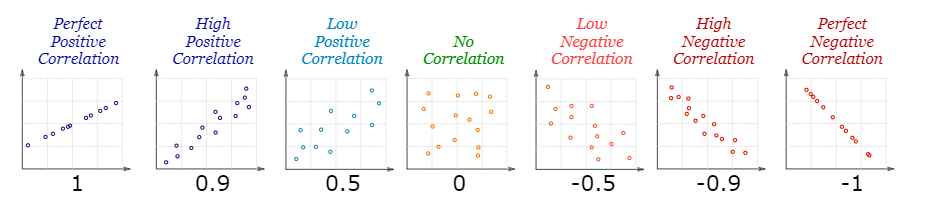 Perfect
Positive
Correlation
High
Positive
Correlation
Low
Positive
Correlation
No
Correlation
Low
Negative
Correlation
High
Negative
Correlation
Perfect
Negative
Correlation
1
0.9
0.5
0
-0.5
-0.9
-1